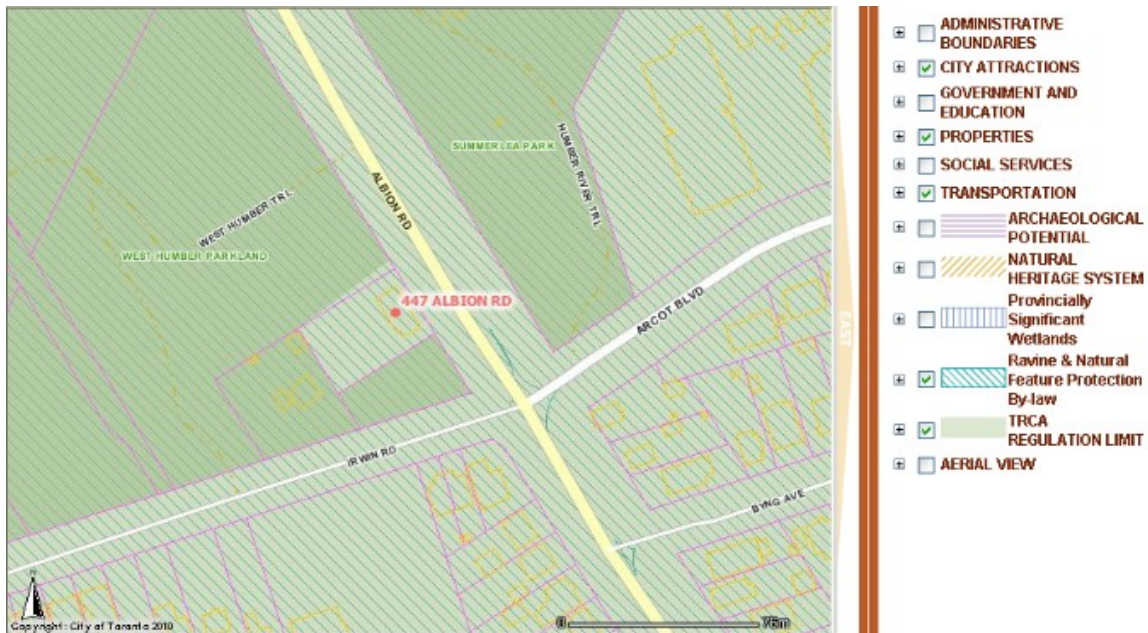 SUMMERLEA PARK
HUMBER RIVER TRL
ALBION RD
WEST HUMBER TRL
WEST HUMBER PARKLAND
447 ALBION RD
ARCOT BLVD
IRWIN RD
BYNG AVE
N
Copyright: City of Toronto 2010
0 76m
EAST
ADMINISTRATIVE
BOUNDARIES
CITY ATTRACTIONS
GOVERNMENT AND
EDUCATION
PROPERTIES
SOCIAL SERVICES
TRANSPORTATION
ARCHAEOLOGICAL
POTENTIAL
NATURAL
HERITAGE SYSTEM
Provincially
Significant
Wetlands
Ravine & Natural
Feature Protection
By-law
TRCA
REGULATION LIMIT
AERIAL VIEW